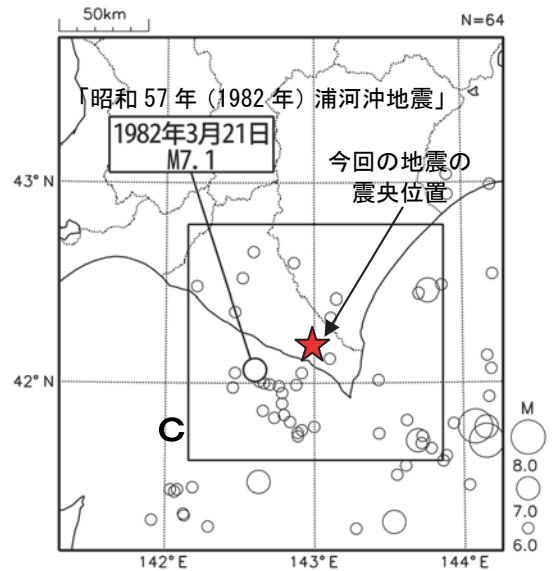 50km
N=64
「昭和 57 年 (1982 年) 浦河沖地震」
1982年3月21日
M7.1
今回の地震の
震央位置
43°N
42°N
C
M
8.0
7.0
6.0
142°E
143°E
144°E